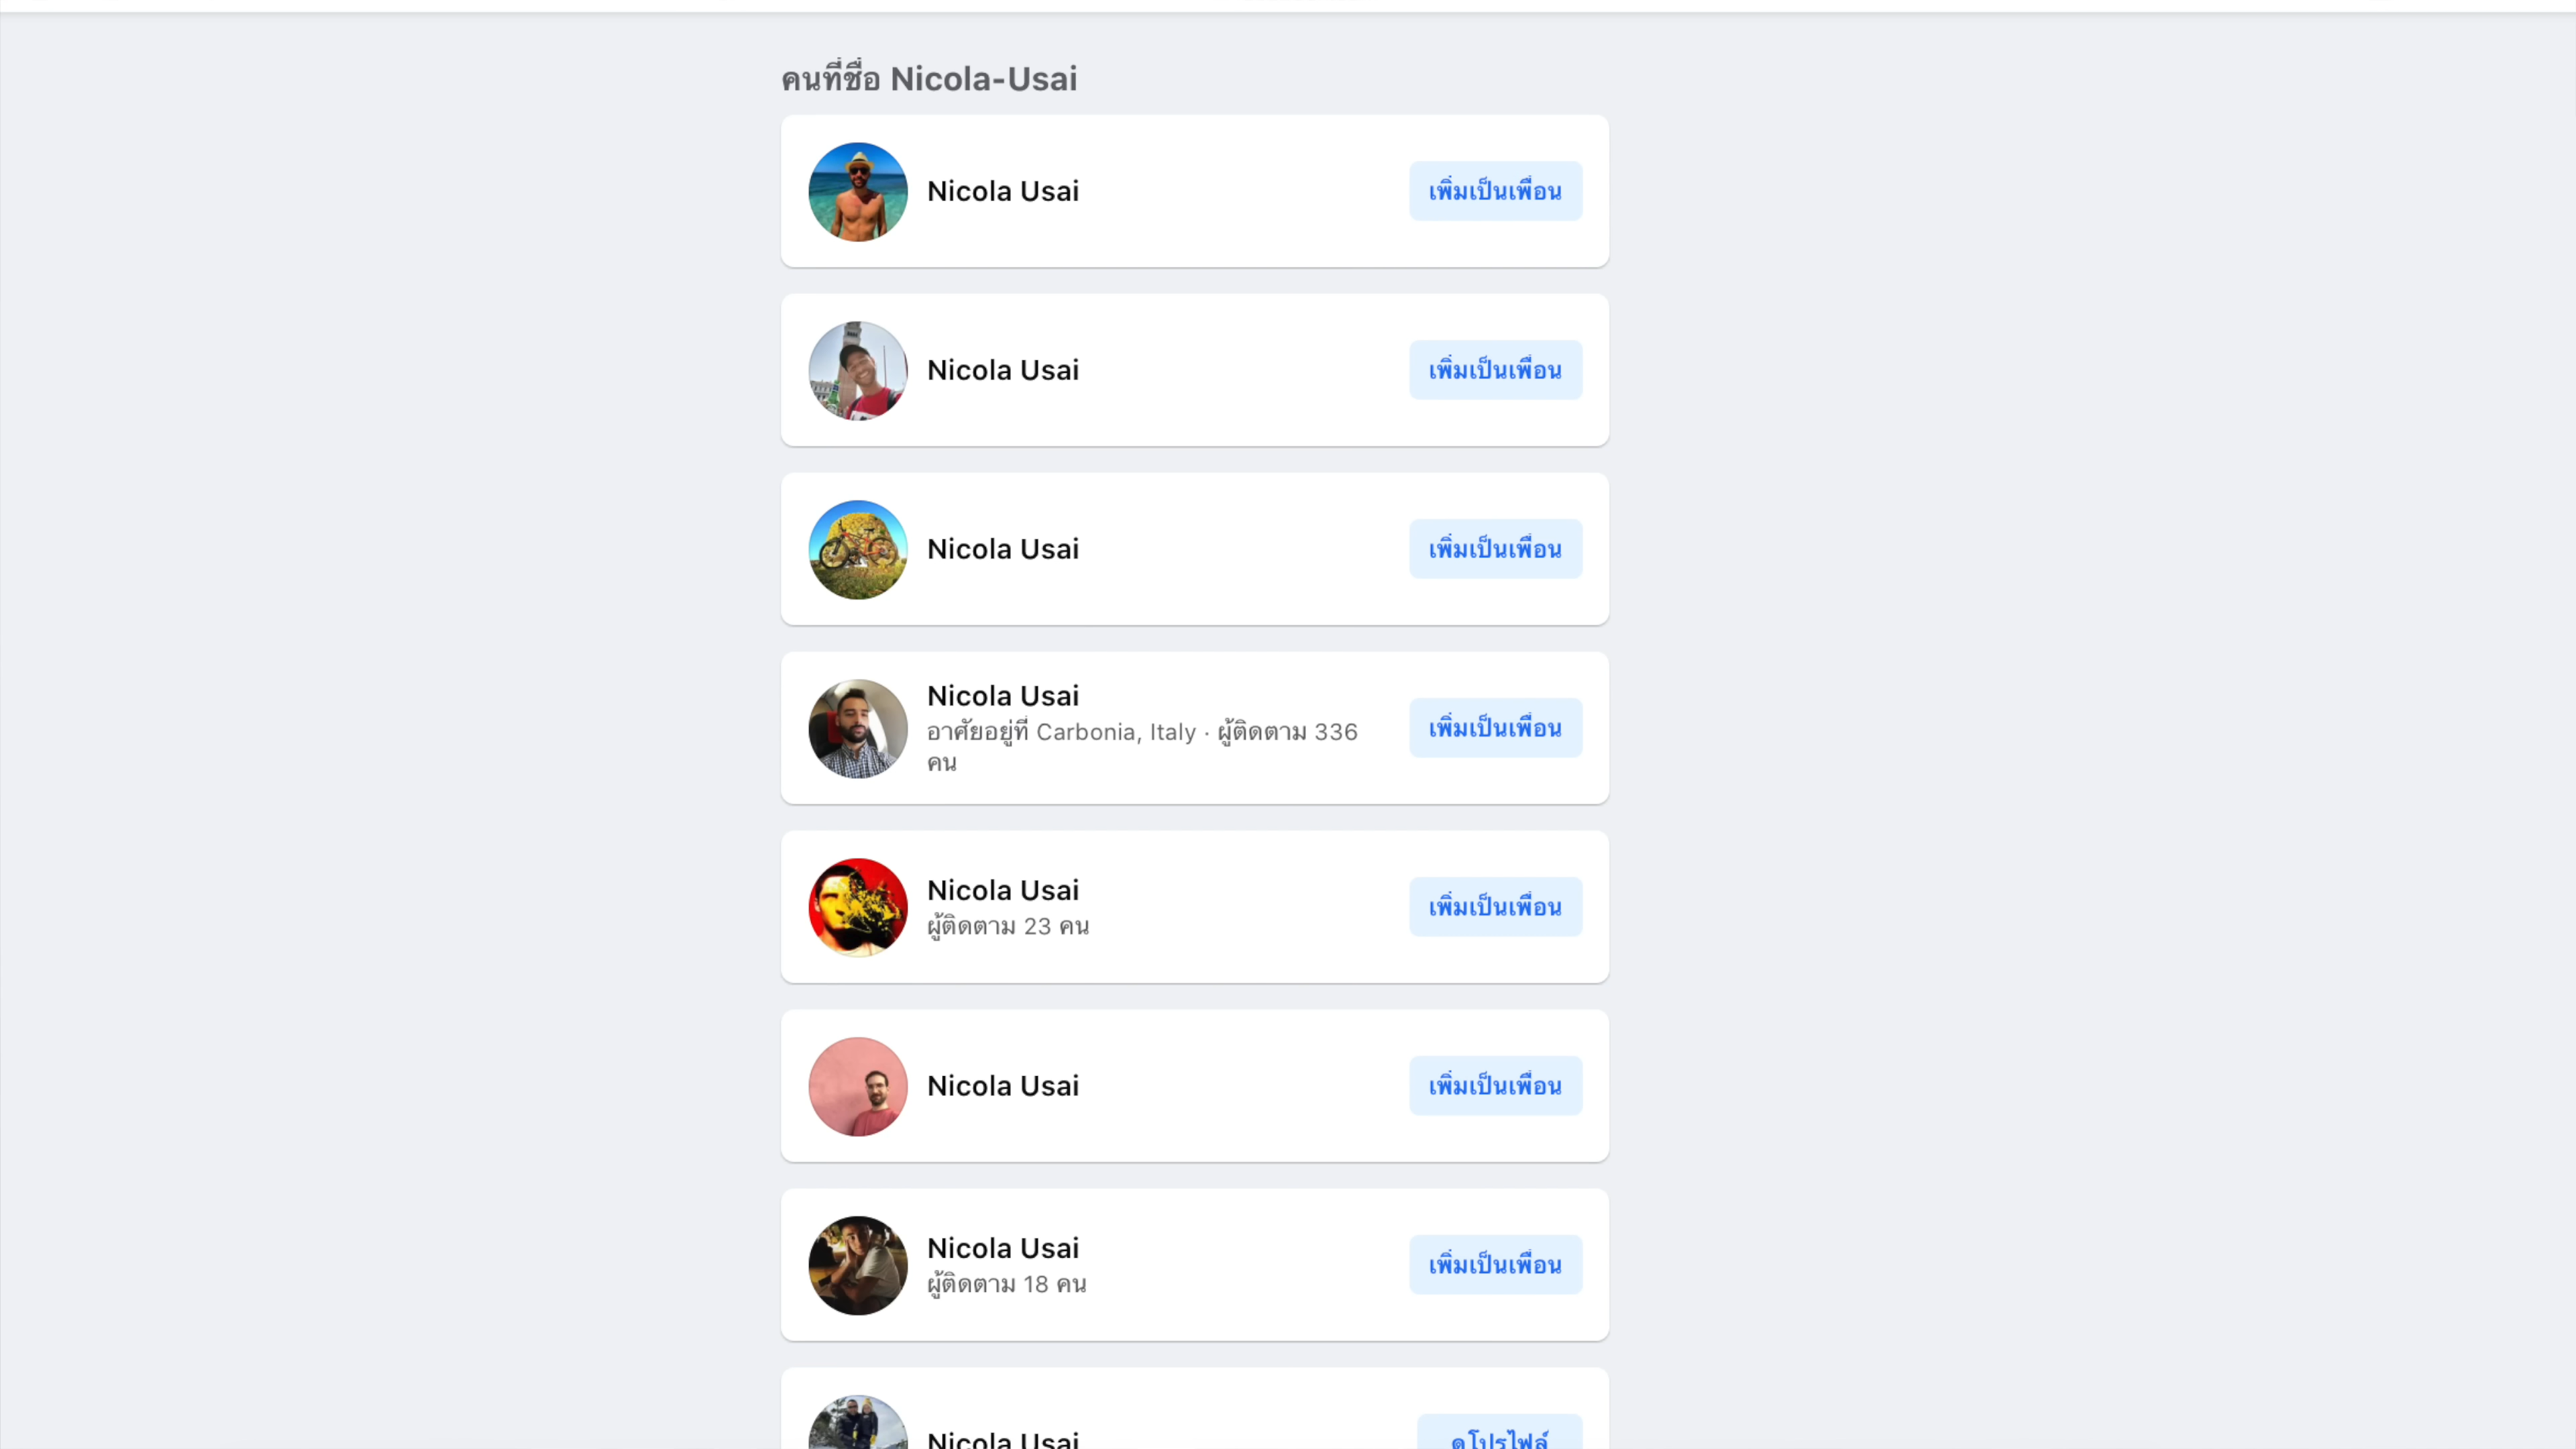 คนที่ชื่อ Nicola-Usai
Nicola Usai
เพิ่มเป็นเพื่อน
Nicola Usai
เพิ่มเป็นเพื่อน
Nicola Usai
เพิ่มเป็นเพื่อน
Nicola Usai
อาศัยอยู่ที่ Carbonia, Italy · ผู้ติดตาม 336
คน
เพิ่มเป็นเพื่อน
Nicola Usai
ผู้ติดตาม 23 คน
เพิ่มเป็นเพื่อน
Nicola Usai
เพิ่มเป็นเพื่อน
Nicola Usai
ผู้ติดตาม 18 คน
เพิ่มเป็นเพื่อน
Nicola Usai
ดูโปรไฟล์